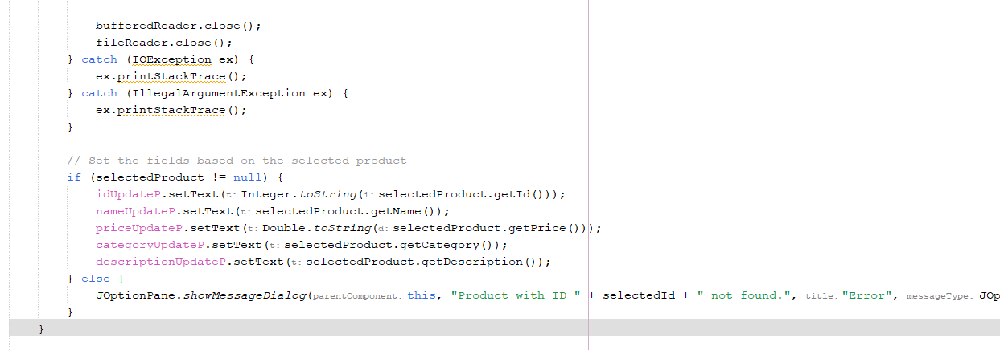 bufferedReader.close();
fileReader.close();
} catch (IOException ex) {
ex.printStackTrace();
} catch (IllegalArgumentException ex) {
ex.printStackTrace();
}
// Set the fields based on the selected product
if (selectedProduct != null) {
idUpdateP.setText(t: Integer.toString(i: selectedProduct.getId()));
nameUpdateP.setText(t: selectedProduct.getName());
priceUpdateP.setText(t: Double.toString(d: selectedProduct.getPrice()));
categoryUpdateP.setText(t: selectedProduct.getCategory());
descriptionUpdateP.setText(t: selectedProduct.getDescription());
} else {
JOptionPane.showMessageDialog(parentComponent: this, "Product with ID " + selectedId + " not found.", title: "Error", messageType: JOp
}
}